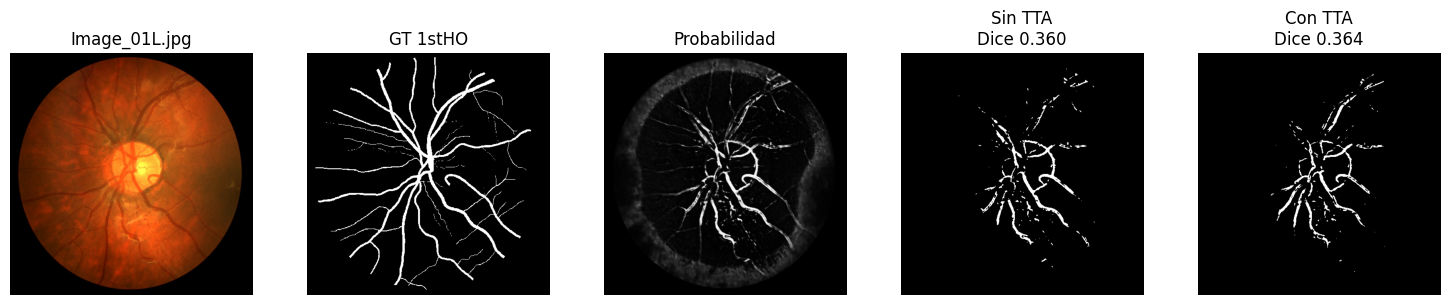 Image_01L.jpg
GT 1stHO
Probabilidad
Sin TTA
Dice 0.360
Con TTA
Dice 0.364